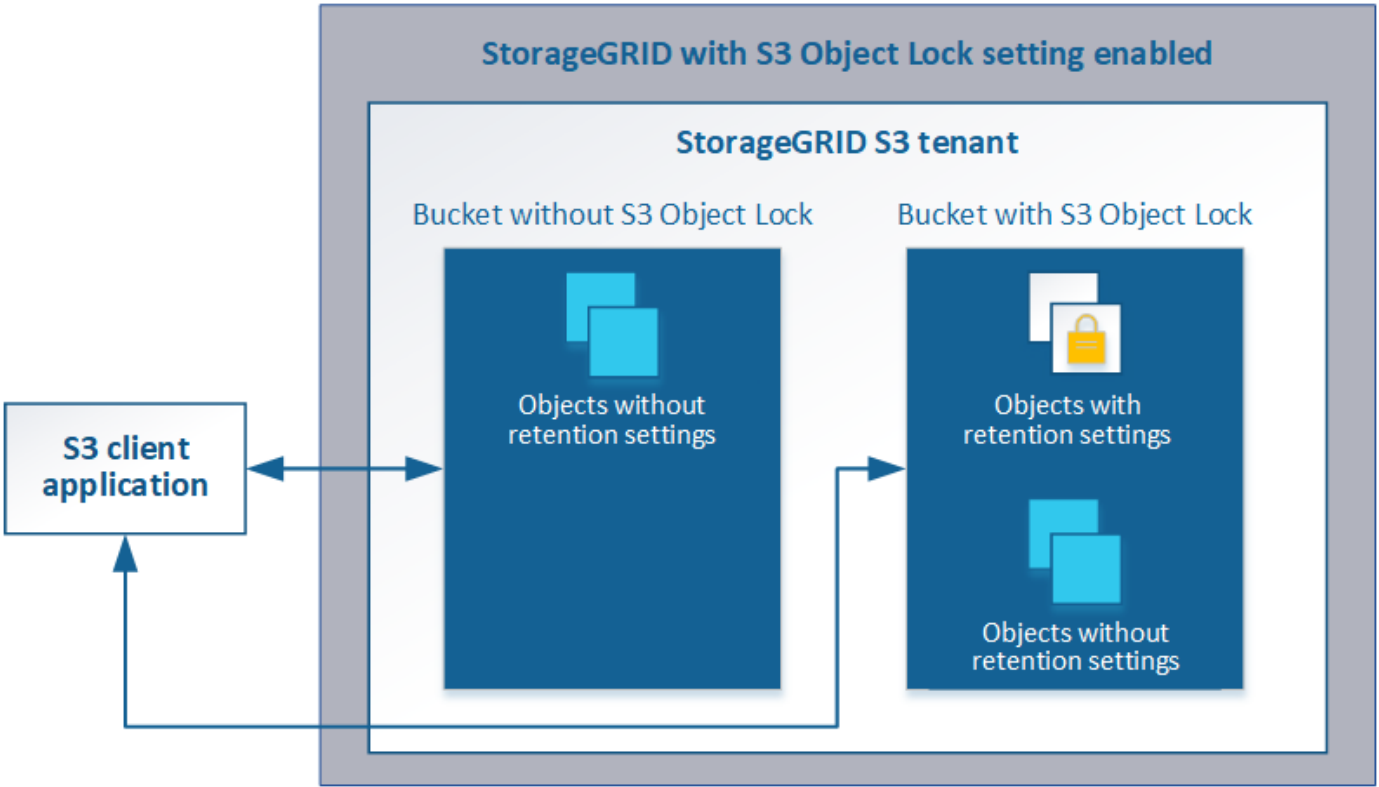 StorageGRID with S3 Object Lock setting enabled
StorageGRID S3 tenant
Bucket without S3 Object Lock
Bucket with S3 Object Lock
Objects without
retention settings
Objects with
retention settings
S3 client
application
Objects without
retention settings